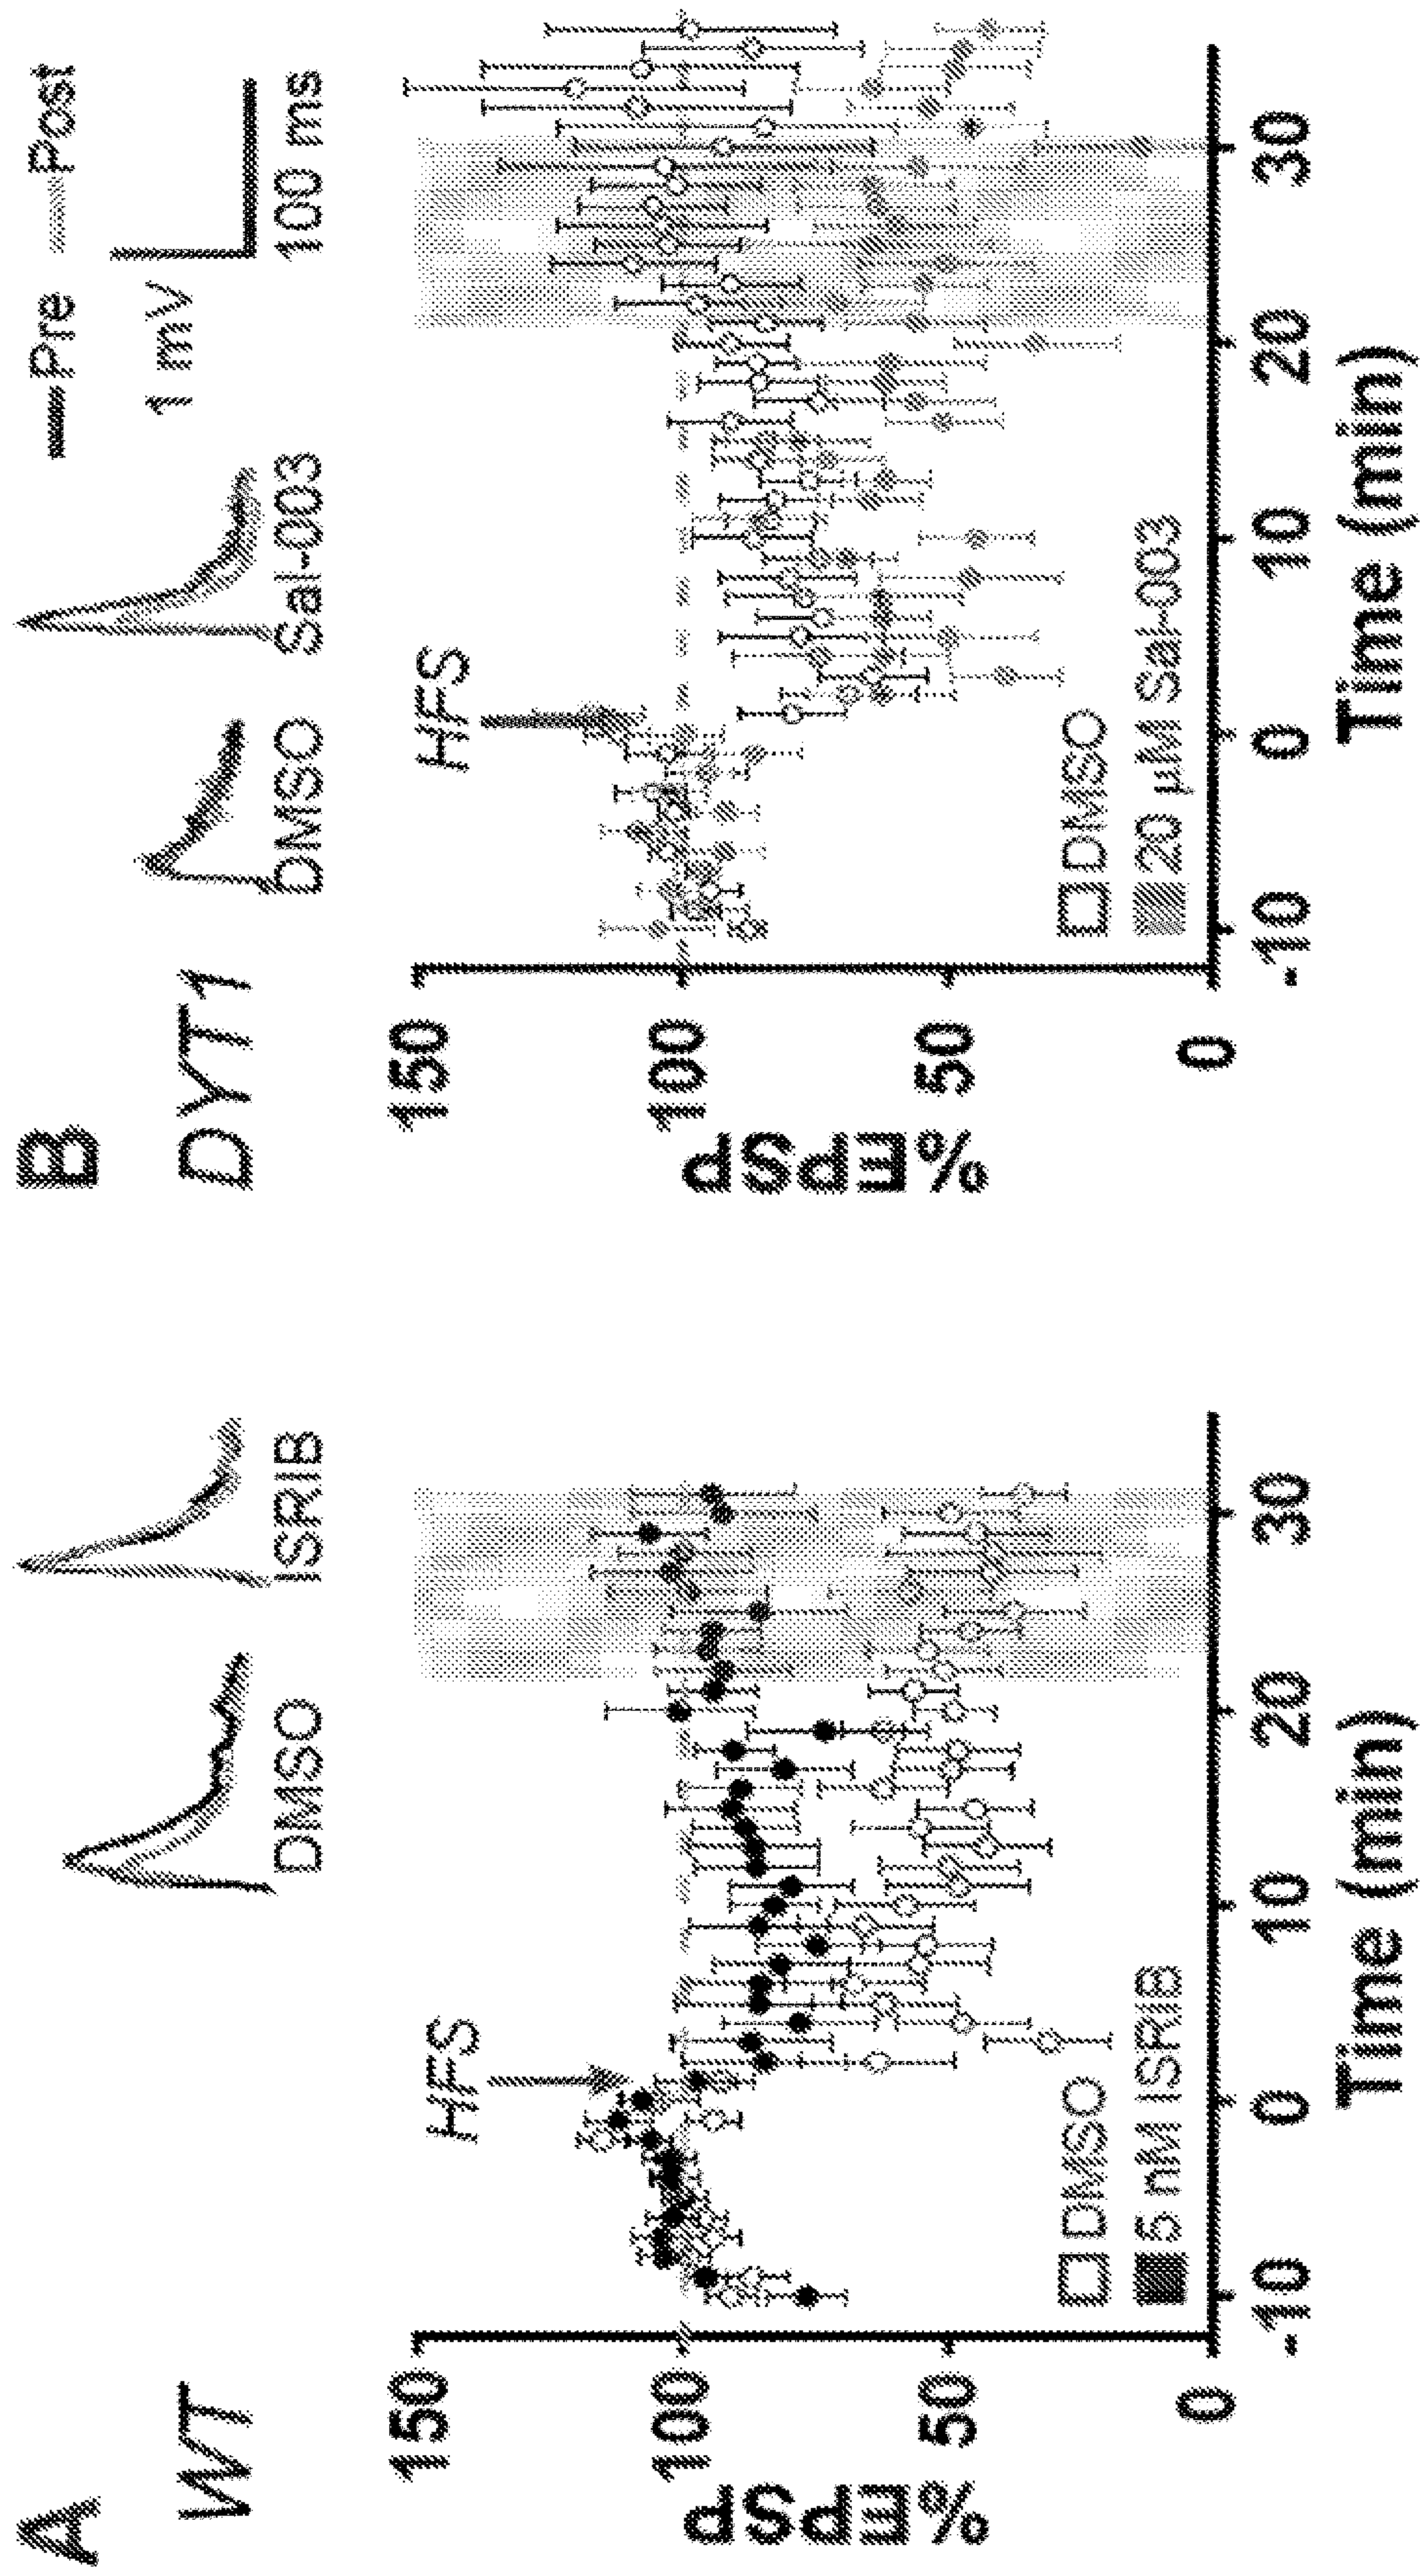 A
WT
DMSO
ISRIB
HFS
%EPSP
150
100
50
0
DMSO
5 nM ISRIB
-10
0
10
20
30
Time (min)
B
Pre
Post
DYT1
1 mV
100 ms
DMSO
Sal-003
HFS
%EPSP
150
100
50
0
DMSO
20 µM Sal-003
-10
0
10
20
30
Time (min)